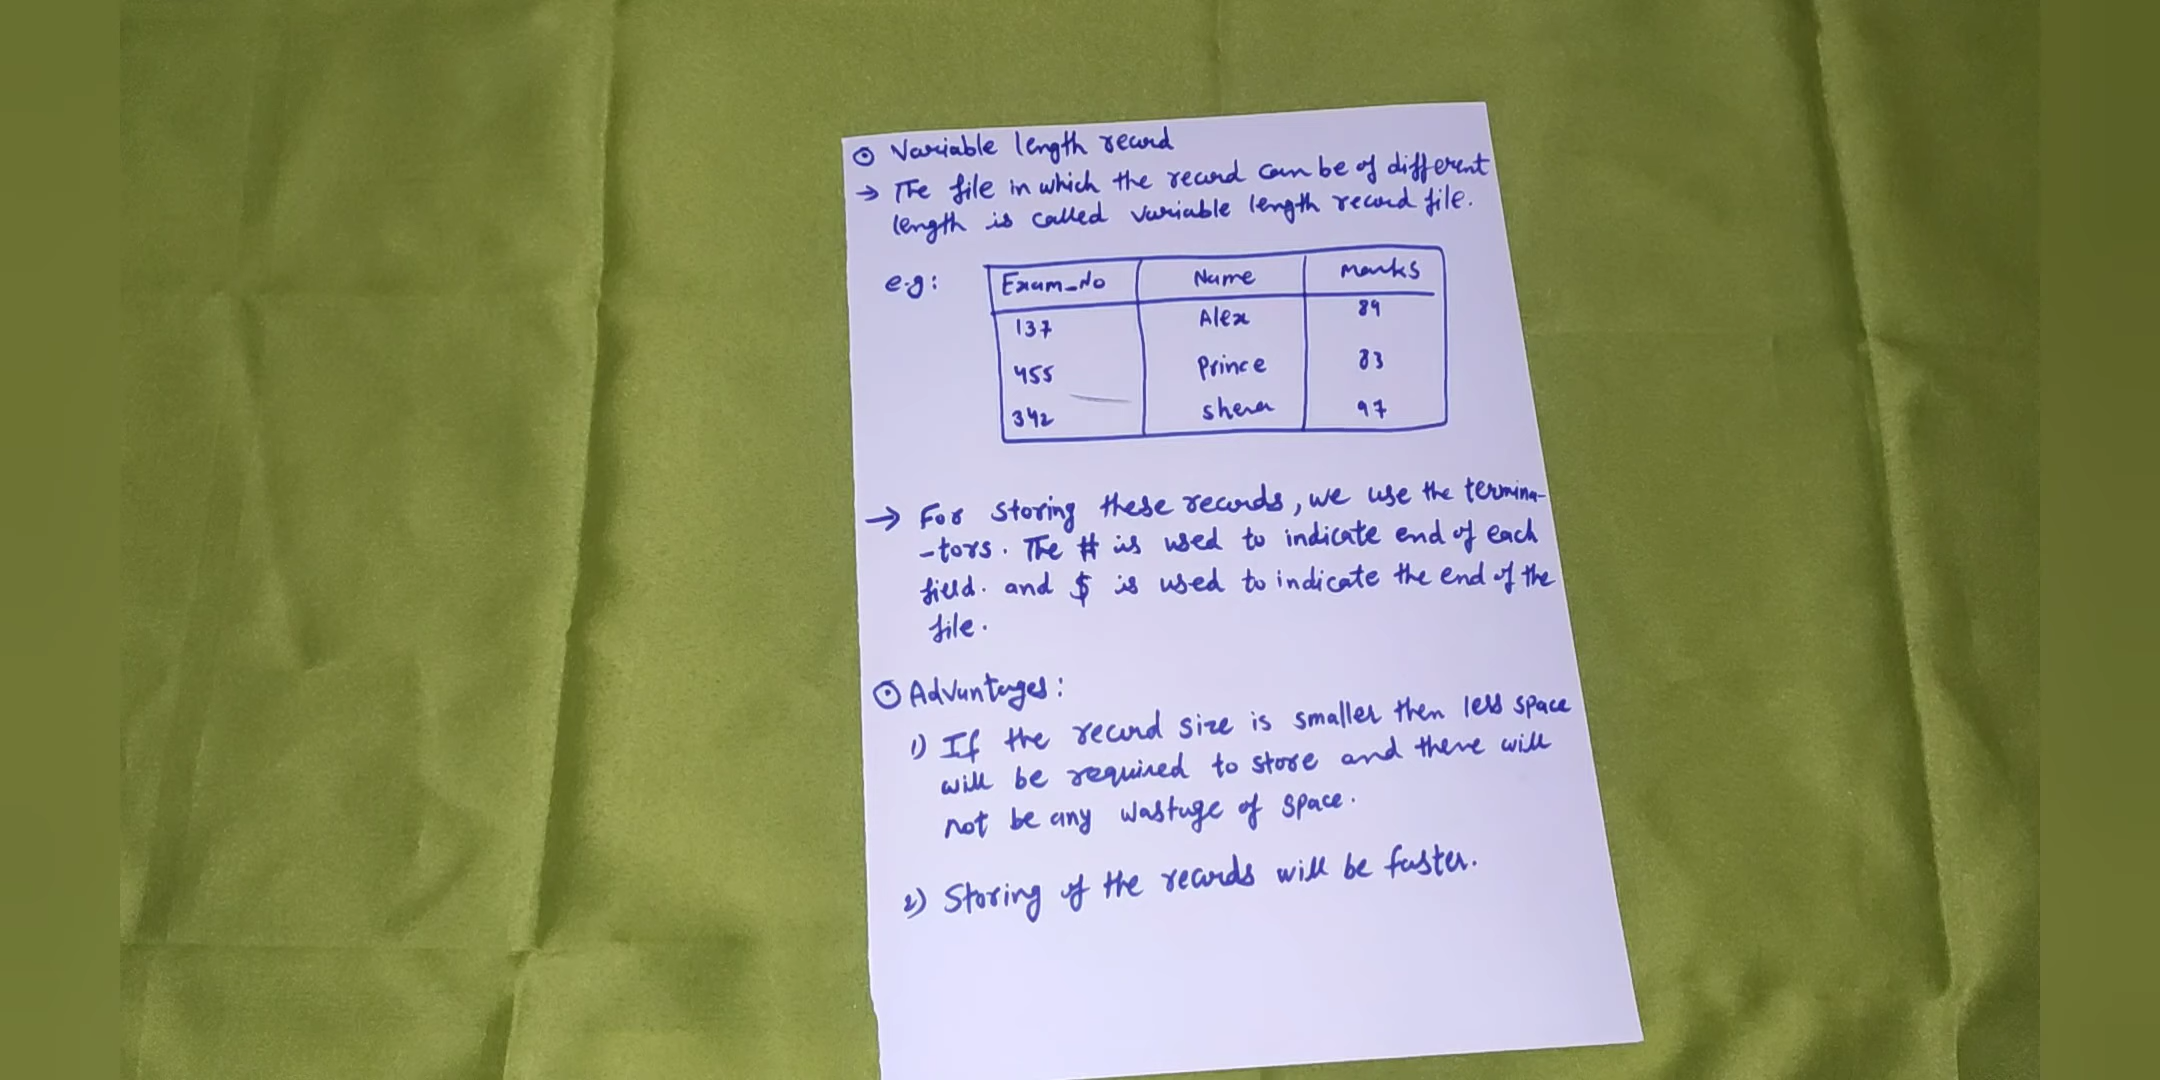 Variable length record
→ The file in which the record can be of different
length is called variable length record file.
e.g:
Exam_No Name Marks
137 Alex 89
455 Prince 83
342 shera 97
→ For storing these records, we use the termina-
-tors. The # is used to indicate end of each
field. and $ is used to indicate the end of the
file.
Advantages:
1) If the record size is smaller then less space
will be required to store and there will
not be any wastage of space.
2) Storing of the records will be faster.